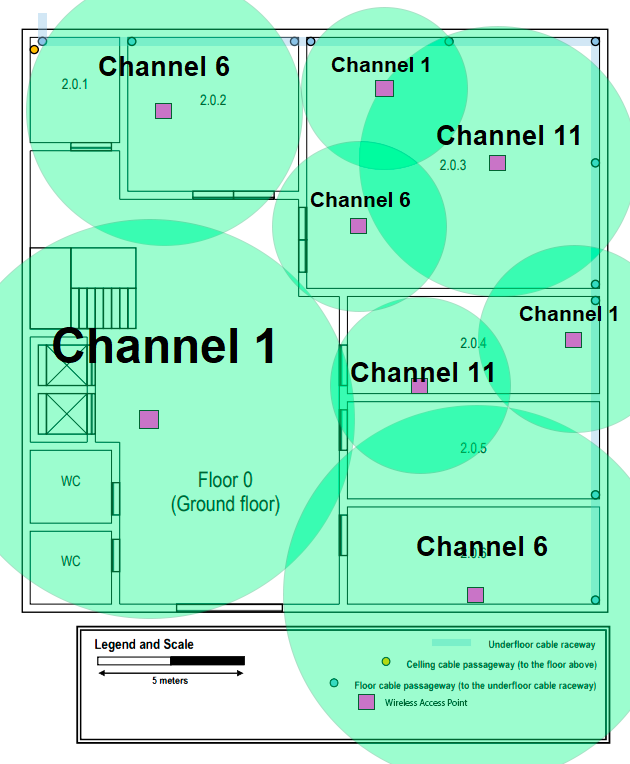 Channel 6
Channel 1
2.0.1
2.0.2
Channel 11
2.0.3
Channel 6
Channel 1
Channel 1
2.0.4
Channel 11
2.0.5
WC
Floor 0
(Ground floor)
Channel 6
2.0.6
WC
Legend and Scale
5 meters
Underfloor cable raceway
Celling cable passageway (to the floor above)
Floor cable passageway (to the underfloor cable raceway)
Wireless Access Point